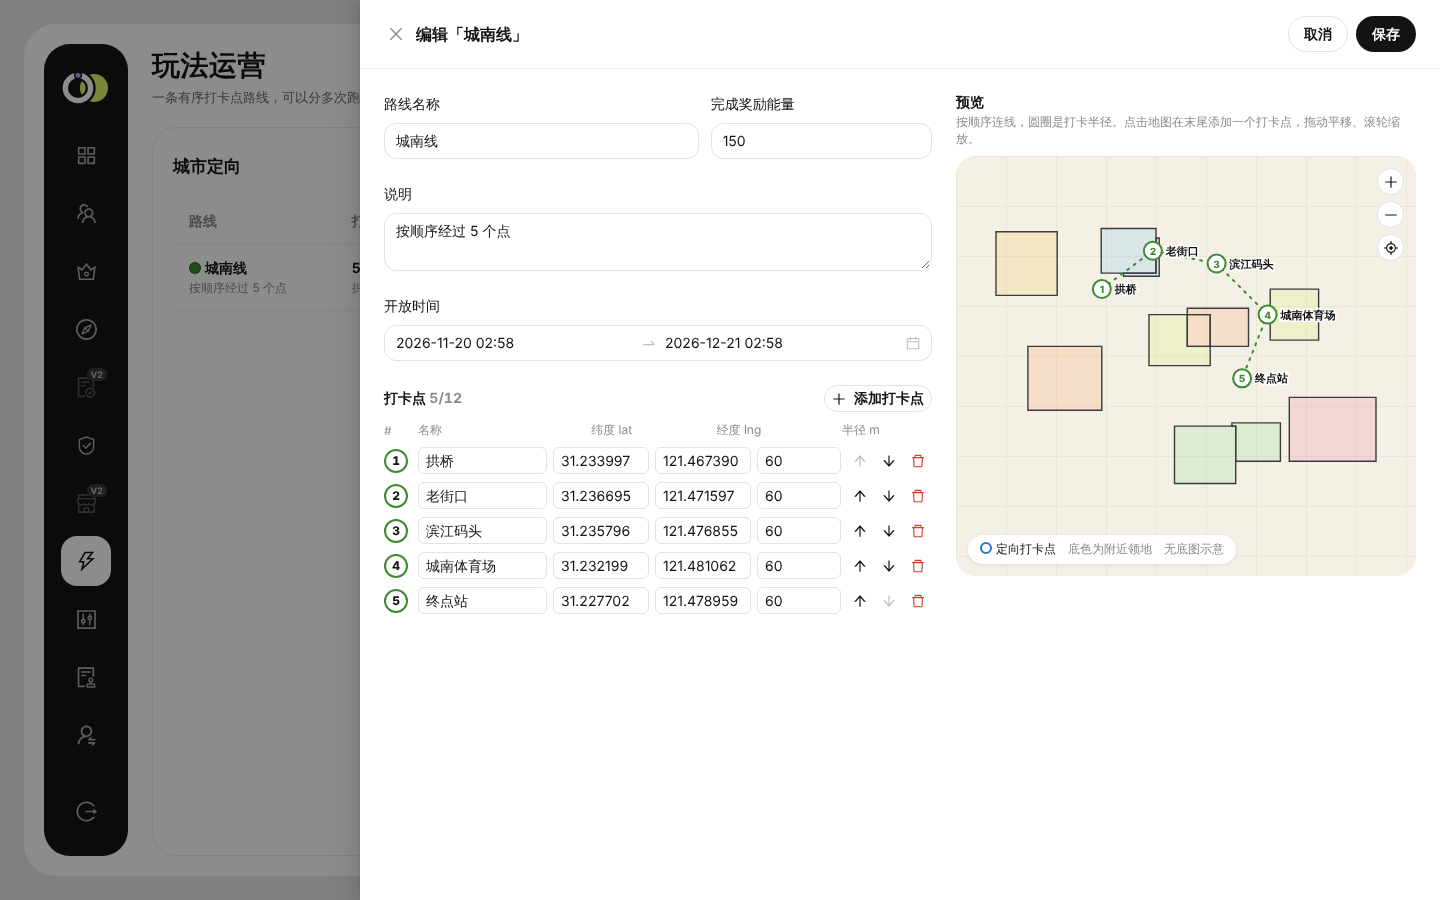 编辑「城南线」
取消
保存
玩法运营
一条有序打卡点路线，可以分多次跑
城市定向
路线
城南线
按顺序经过 5 个点
5
V2
V2
路线名称
完成奖励能量
城南线
150
说明
按顺序经过 5 个点
开放时间
2026-11-20 02:58
2026-12-21 02:58
打卡点 5/12
添加打卡点
# 名称 纬度 lat 经度 lng 半径 m
1 拱桥 31.233997 121.467390 60
2 老街口 31.236695 121.471597 60
3 滨江码头 31.235796 121.476855 60
4 城南体育场 31.232199 121.481062 60
5 终点站 31.227702 121.478959 60
预览
按顺序连线，圆圈是打卡半径。点击地图在末尾添加一个打卡点，拖动平移、滚轮缩
放。
2 老街口
3 滨江码头
1 拱桥
4 城南体育场
5 终点站
定向打卡点 底色为附近领地 无底图示意